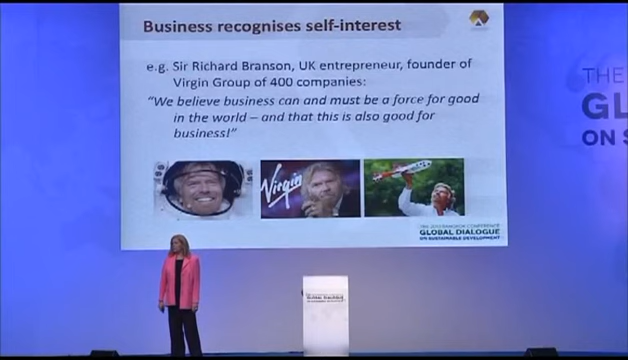 Business recognises self-interest
e.g. Sir Richard Branson, UK entrepreneur, founder of
Virgin Group of 400 companies:
"We believe business can and must be a force for good
in the world – and that this is also good for
business!"
Virgin
GLOBAL DIALOGUE
ON SUSTAINABLE DEVELOPMENT
THE
GL
ON S
GLOBAL DIALOGUE